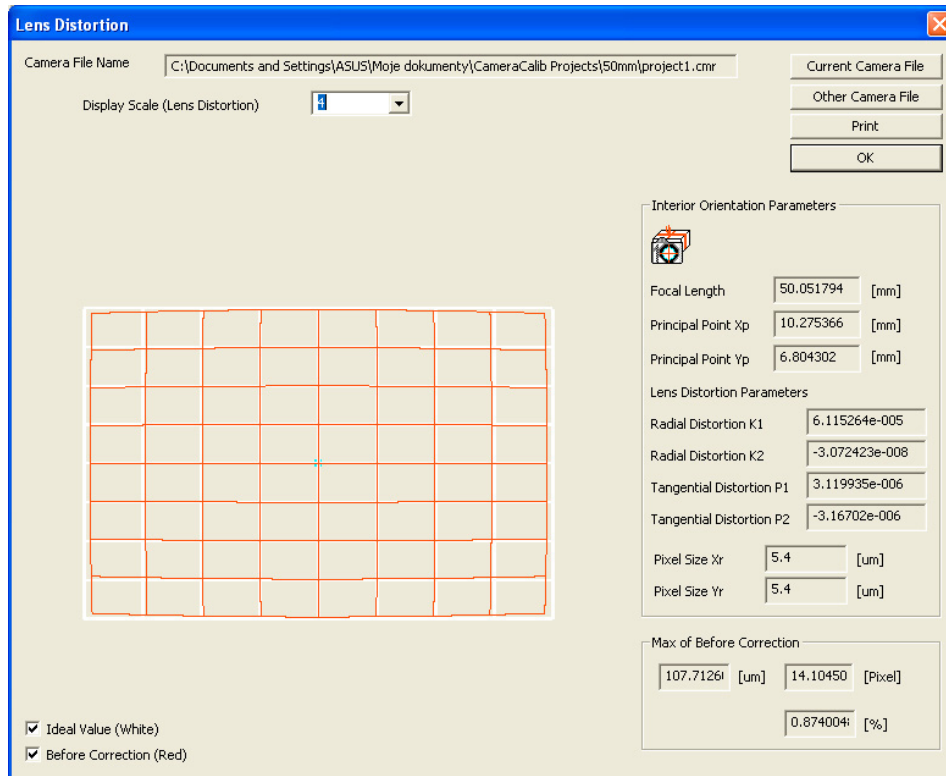 Lens Distortion
Camera File Name C:\Documents and Settings\ASUS\Moje dokumenty\CameraCalib Projects\50mm\project1.cmr
Display Scale (Lens Distortion) 4
Current Camera File
Other Camera File
Print
OK
Interior Orientation Parameters
Focal Length 50.051794 [mm]
Principal Point Xp 10.275366 [mm]
Principal Point Yp 6.804302 [mm]
Lens Distortion Parameters
Radial Distortion K1 6.115264e-005
Radial Distortion K2 -3.072423e-008
Tangential Distortion P1 3.119935e-006
Tangential Distortion P2 -3.16702e-006
Pixel Size Xr 5.4 [um]
Pixel Size Yr 5.4 [um]
Max of Before Correction
107.7126 [um] 14.10450 [Pixel]
0.874004 [%]
Ideal Value (White)
Before Correction (Red)